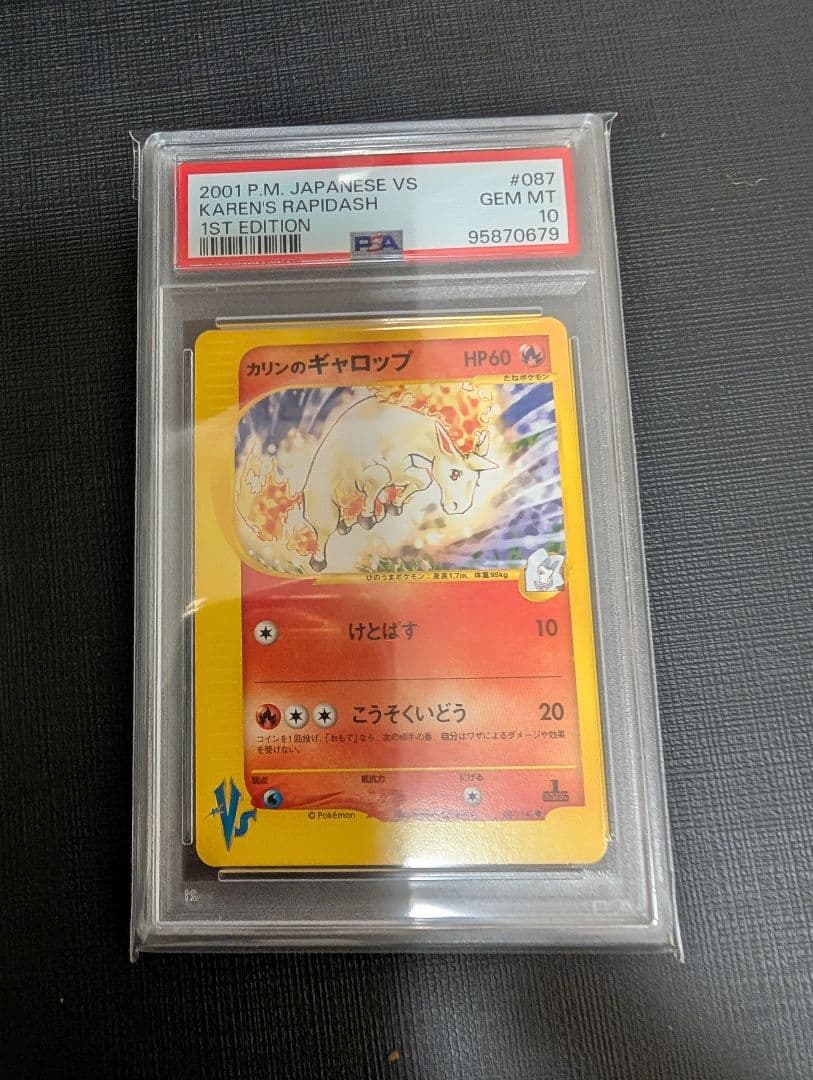 2001 P.M. JAPANESE VS #087
KAREN'S RAPIDASH GEM MT
1ST EDITION 10
PSA 95870679
カリンのギャロップ HP60
たねポケモン
ひのうまポケモン：身長1.7m、体重95kg
けとばす 10
こうそくいどう 20
コインを1回投げ、「おもて」なら、次の相手の番、自分はワザによるダメージや効果
を受けない。
弱点 抵抗力 にげる
1
EDITION
VS
© Pokémon